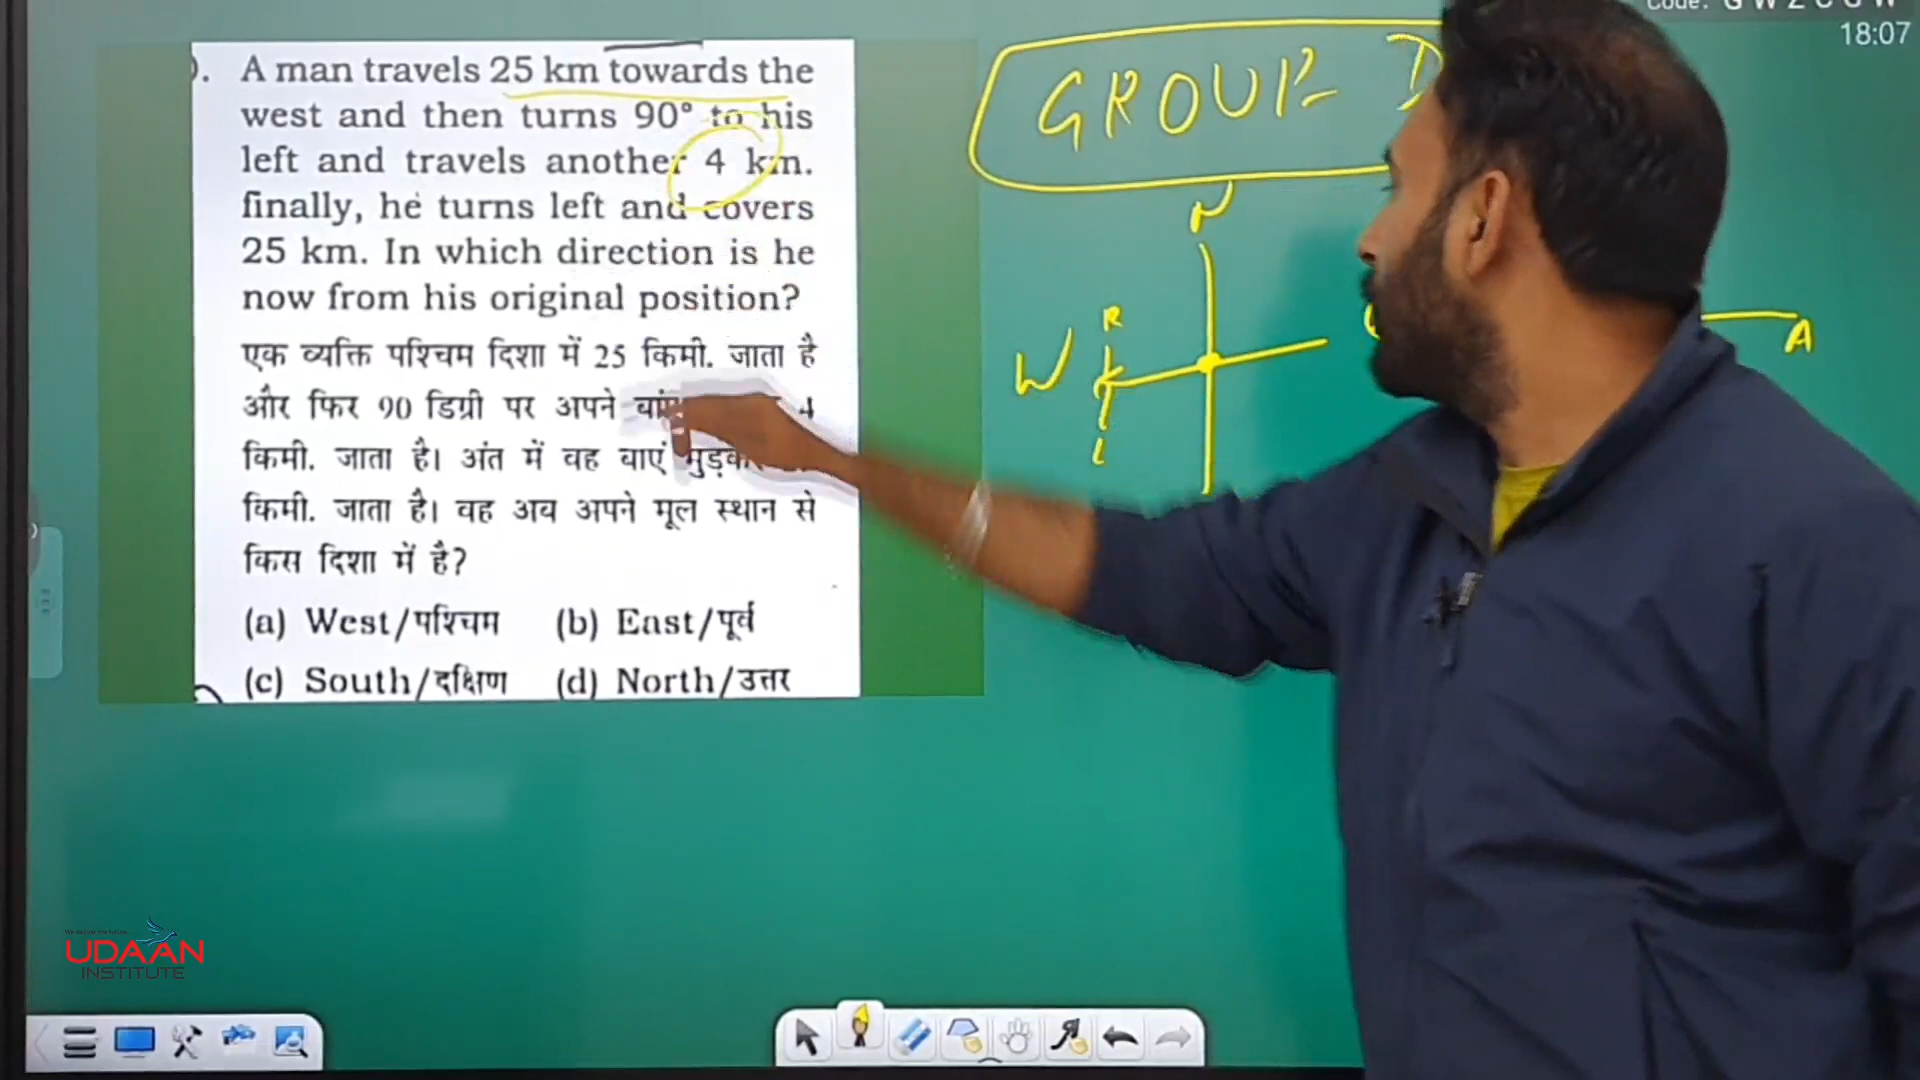 Code:
18:07
A man travels 25 km towards the
west and then turns 90° to his
left and travels another 4 km.
finally, he turns left and covers
25 km. In which direction is he
now from his original position?
एक व्यक्ति पश्चिम दिशा में 25 किमी. जाता है
और फिर 90 डिग्री पर अपने 4
किमी. जाता है। अंत में वह बाएं
किमी. जाता है। वह अब अपने मूल स्थान से
किस दिशा में है?
(a) West/पश्चिम (b) East/पूर्व
(c) South/दक्षिण (d) North/उत्तर
GROUP- D
N
R
W
L
A
UDAAN
INSTITUTE